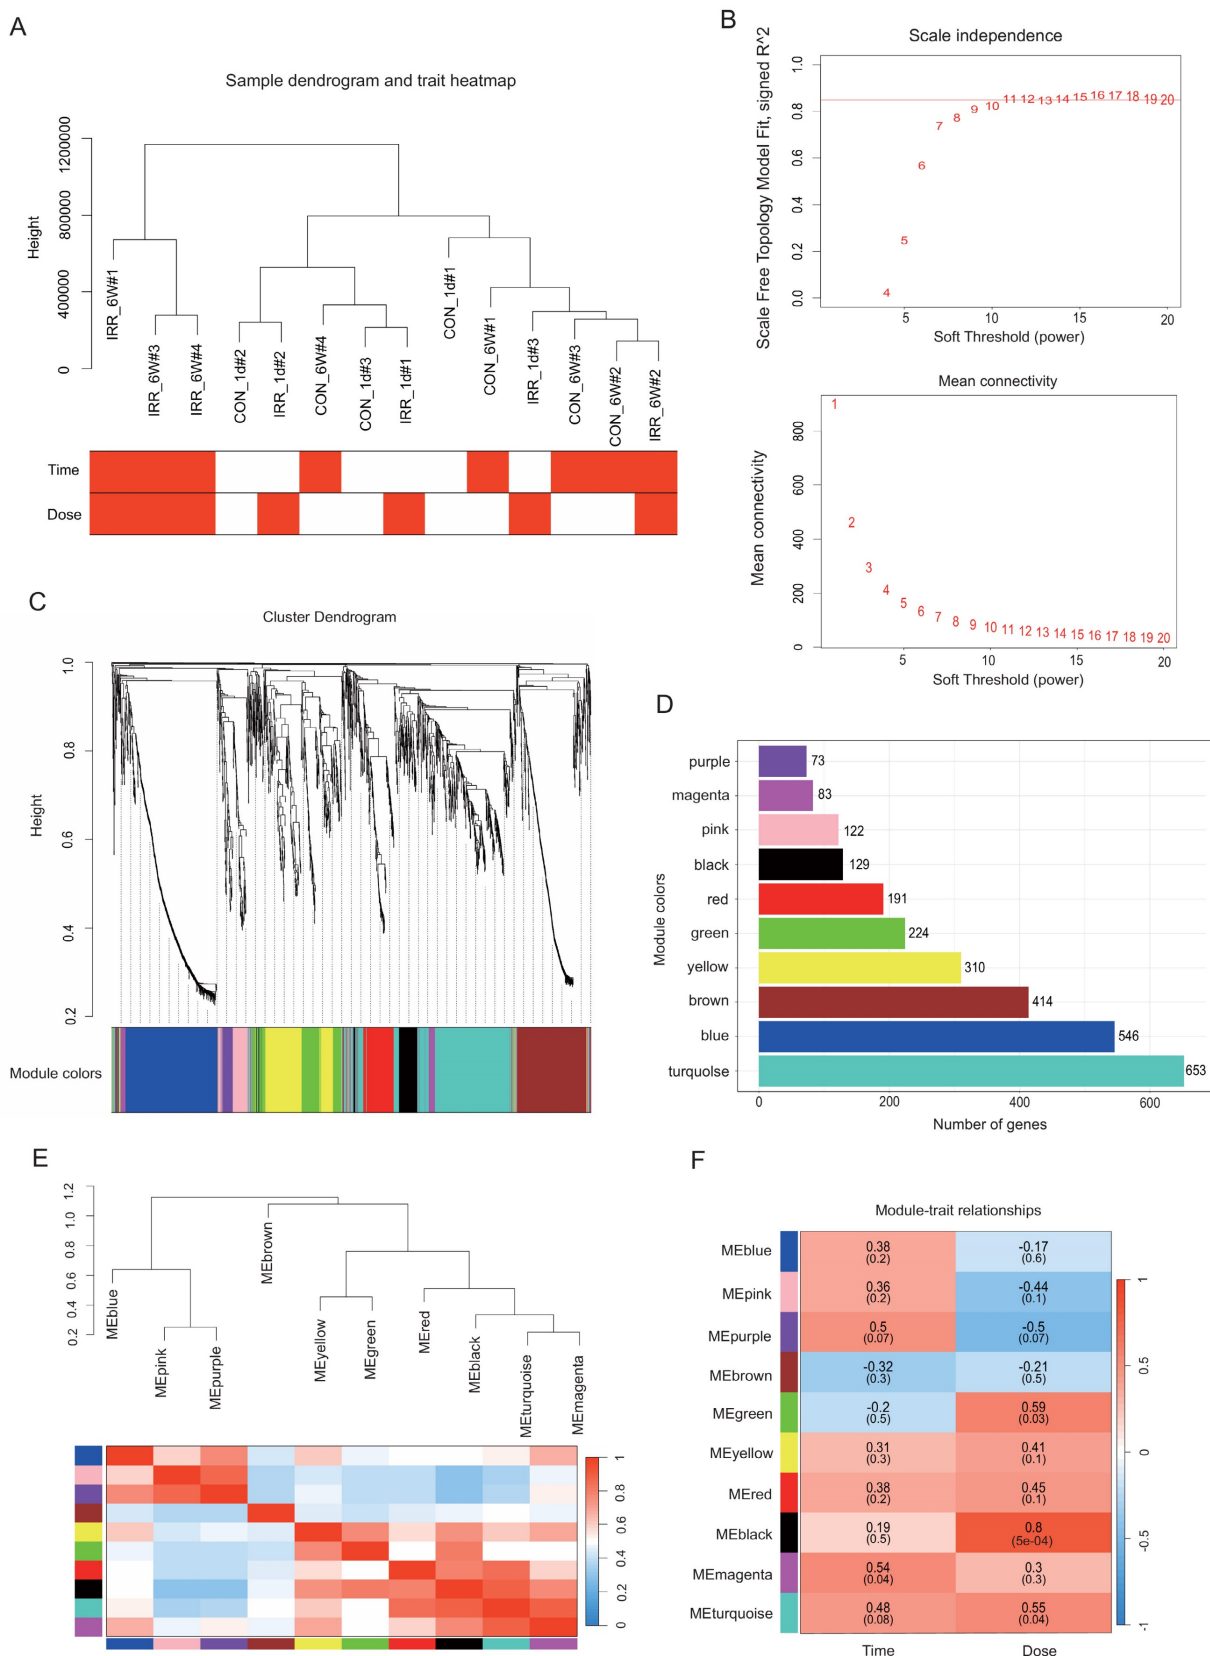 A
Sample dendrogram and trait heatmap
Height
0
400000
800000
1200000
IRR_6W#1
IRR_6W#3
IRR_6W#4
CON_1d#2
IRR_1d#2
CON_6W#4
CON_1d#3
IRR_1d#1
CON_1d#1
CON_6W#1
IRR_1d#3
CON_6W#3
CON_6W#2
IRR_6W#2
Time
Dose
B
Scale independence
Scale Free Topology Model Fit, signed R^2
1.0
0.8
0.6
0.4
0.2
0.0
4
5
6
7
8
9
10
11
12
13
14
15
16
17
18
19
20
5
10
15
20
Soft Threshold (power)
Mean connectivity
Mean connectivity
800
600
400
200
0
1
2
3
4
5
6
7
8
9
10
11
12
13
14
15
16
17
18
19
20
5
10
15
20
Soft Threshold (power)
C
Cluster Dendrogram
Height
1.0
0.8
0.6
0.4
0.2
Module colors
D
Module colors
purple
73
magenta
83
pink
122
black
129
red
191
green
224
yellow
310
brown
414
blue
546
turquolse
653
0
200
400
600
Number of genes
E
1.2
1.0
0.8
0.6
0.4
0.2
MEblue
MEpink
MEpurple
MEbrown
MEyellow
MEgreen
MEred
MEblack
MEturquoise
MEmagenta
1
0.8
0.6
0.4
0.2
0
F
Module-trait relationships
MEblue
0.38
(0.2)
-0.17
(0.6)
MEpink
0.36
(0.2)
-0.44
(0.1)
MEpurple
0.5
(0.07)
-0.5
(0.07)
MEbrown
-0.32
(0.3)
-0.21
(0.5)
MEgreen
-0.2
(0.5)
0.59
(0.03)
MEyellow
0.31
(0.3)
0.41
(0.1)
MEred
0.38
(0.2)
0.45
(0.1)
MEblack
0.19
(0.5)
0.8
(5e-04)
MEmagenta
0.54
(0.04)
0.3
(0.3)
MEturquoise
0.48
(0.08)
0.55
(0.04)
Time
Dose
1
0.5
0
-0.5
-1